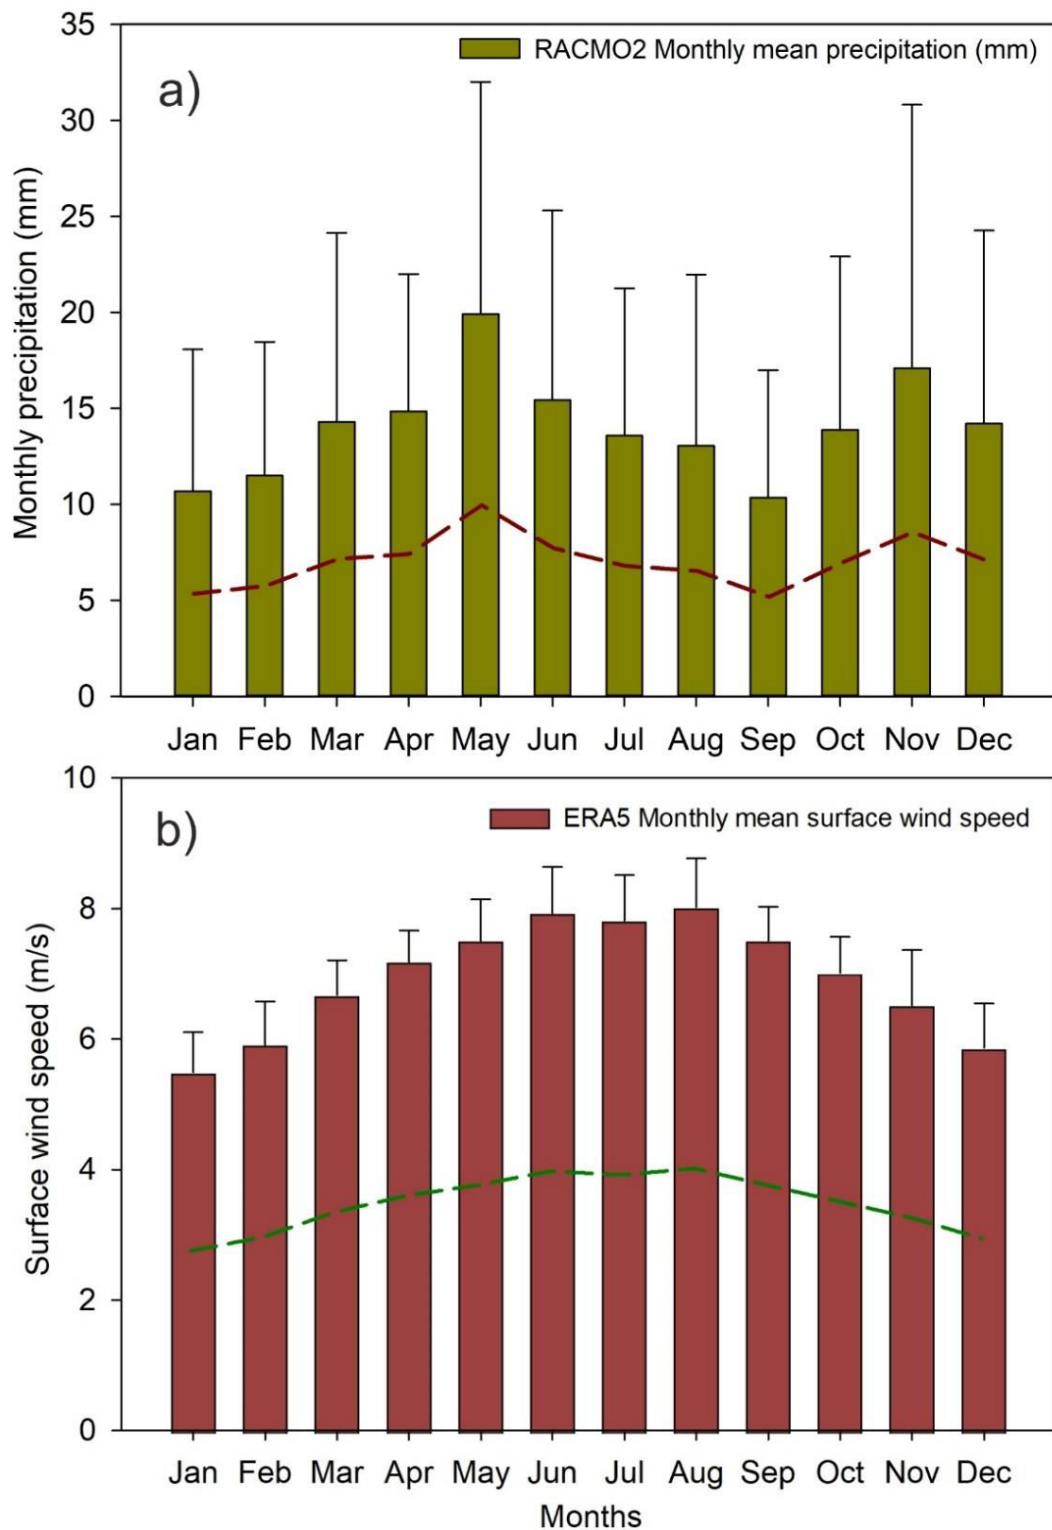 35
RACMO2 Monthly mean precipitation (mm)
a)
30
25
20
15
10
5
0
Monthly precipitation (mm)
Jan Feb Mar Apr May Jun Jul Aug Sep Oct Nov Dec
10
ERA5 Monthly mean surface wind speed
b)
8
6
4
2
0
Surface wind speed (m/s)
Jan Feb Mar Apr May Jun Jul Aug Sep Oct Nov Dec
Months